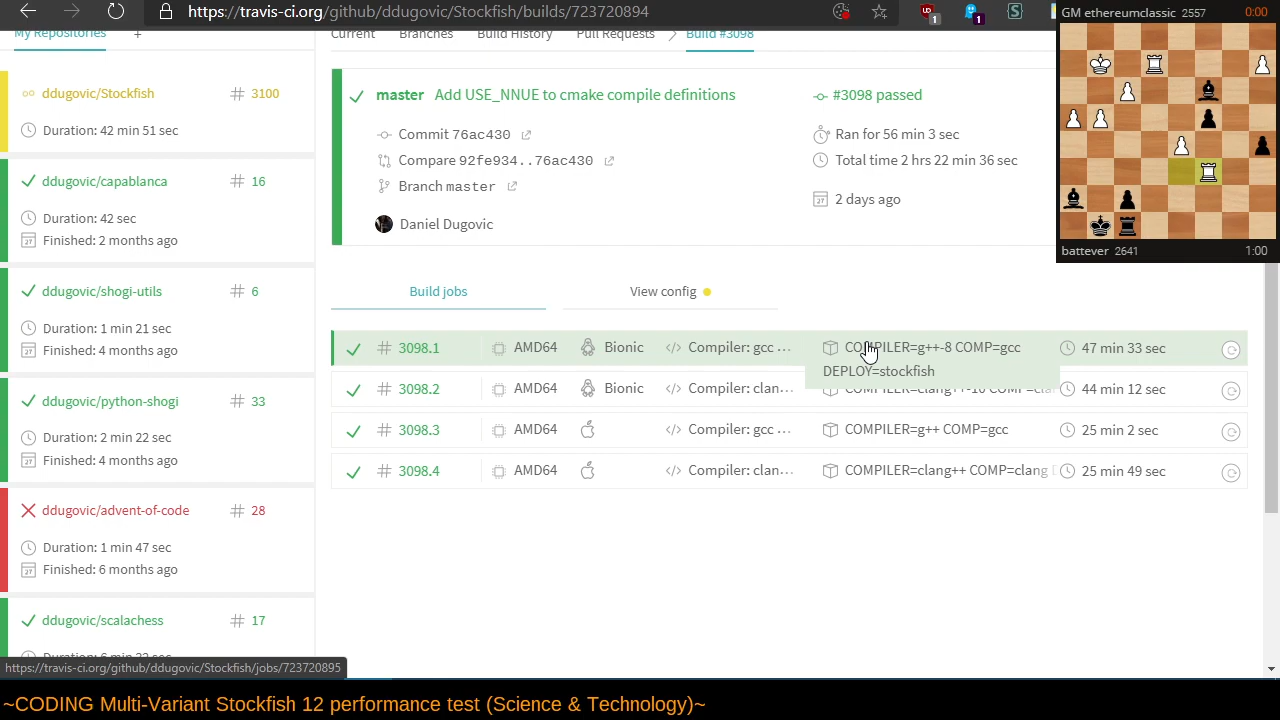 https://travis-ci.org/github/ddugovic/Stockfish/builds/723720894
1
1
GM ethereumclassic 2557 0:00
My Repositories +
Current Branches Build History Pull Requests > Build #3098
ddugovic/Stockfish # 3100
Duration: 42 min 51 sec
ddugovic/capablanca # 16
Duration: 42 sec
Finished: 2 months ago
ddugovic/shogi-utils # 6
Duration: 1 min 21 sec
Finished: 4 months ago
ddugovic/python-shogi # 33
Duration: 2 min 22 sec
Finished: 4 months ago
ddugovic/advent-of-code # 28
Duration: 1 min 47 sec
Finished: 6 months ago
ddugovic/scalachess # 17
master Add USE_NNUE to cmake compile definitions
Commit 76ac430
Compare 92fe934..76ac430
Branch master
Daniel Dugovic
#3098 passed
Ran for 56 min 3 sec
Total time 2 hrs 22 min 36 sec
2 days ago
battever 2641 1:00
Build jobs View config
# 3098.1 AMD64 Bionic </> Compiler: gcc ... COMPILER=g++-8 COMP=gcc 47 min 33 sec
DEPLOY=stockfish
# 3098.2 AMD64 Bionic </> Compiler: clan... 44 min 12 sec
# 3098.3 AMD64 </> Compiler: gcc ... COMPILER=g++ COMP=gcc 25 min 2 sec
# 3098.4 AMD64 </> Compiler: clan... COMPILER=clang++ COMP=clang 25 min 49 sec
https://travis-ci.org/github/ddugovic/Stockfish/jobs/723720895
~CODING Multi-Variant Stockfish 12 performance test (Science & Technology)~